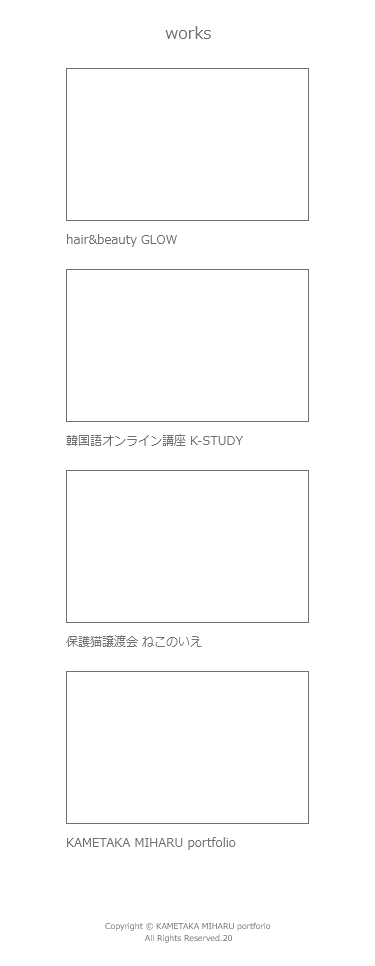 works
hair&beauty GLOW
韓国語オンライン講座 K-STUDY
保護猫譲渡会 ねこのいえ
KAMETAKA MIHARU portfolio
Copyright © KAMETAKA MIHARU portforio
All Rights Reserved.20